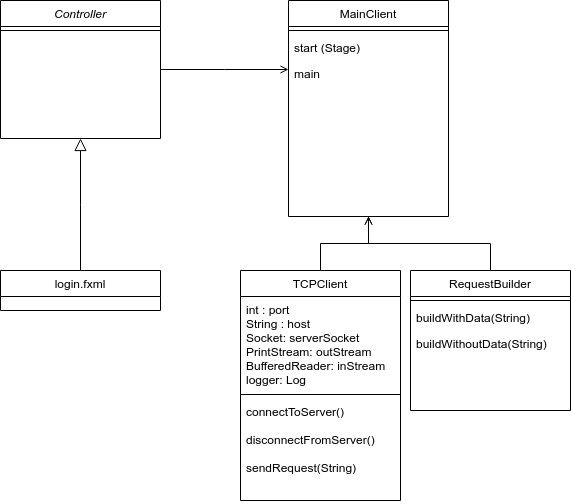 Controller
MainClient
start (Stage)
main
login.fxml
TCPClient
int : port
String : host
Socket: serverSocket
PrintStream: outStream
BufferedReader: inStream
logger: Log
connectToServer()
disconnectFromServer()
sendRequest(String)
RequestBuilder
buildWithData(String)
buildWithoutData(String)